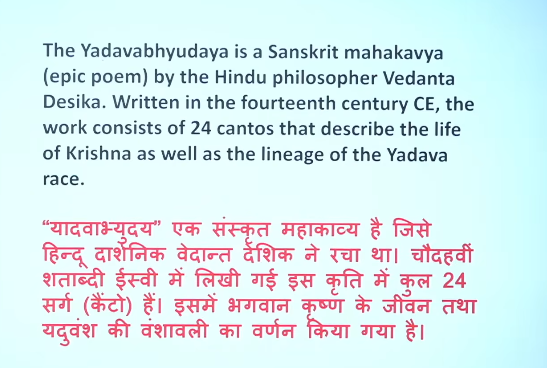 The Yadavabhyudaya is a Sanskrit mahakavya
(epic poem) by the Hindu philosopher Vedanta
Desika. Written in the fourteenth century CE, the
work consists of 24 cantos that describe the life
of Krishna as well as the lineage of the Yadava
race.
“यादवाभ्युदय” एक संस्कृत महाकाव्य है जिसे
हिन्दू दार्शनिक वेदान्त देशिक ने रचा था। चौदहवीं
शताब्दी ईस्वी में लिखी गई इस कृति में कुल 24
सर्ग (कैंटो) हैं। इसमें भगवान कृष्ण के जीवन तथा
यदुवंश की वंशावली का वर्णन किया गया है।